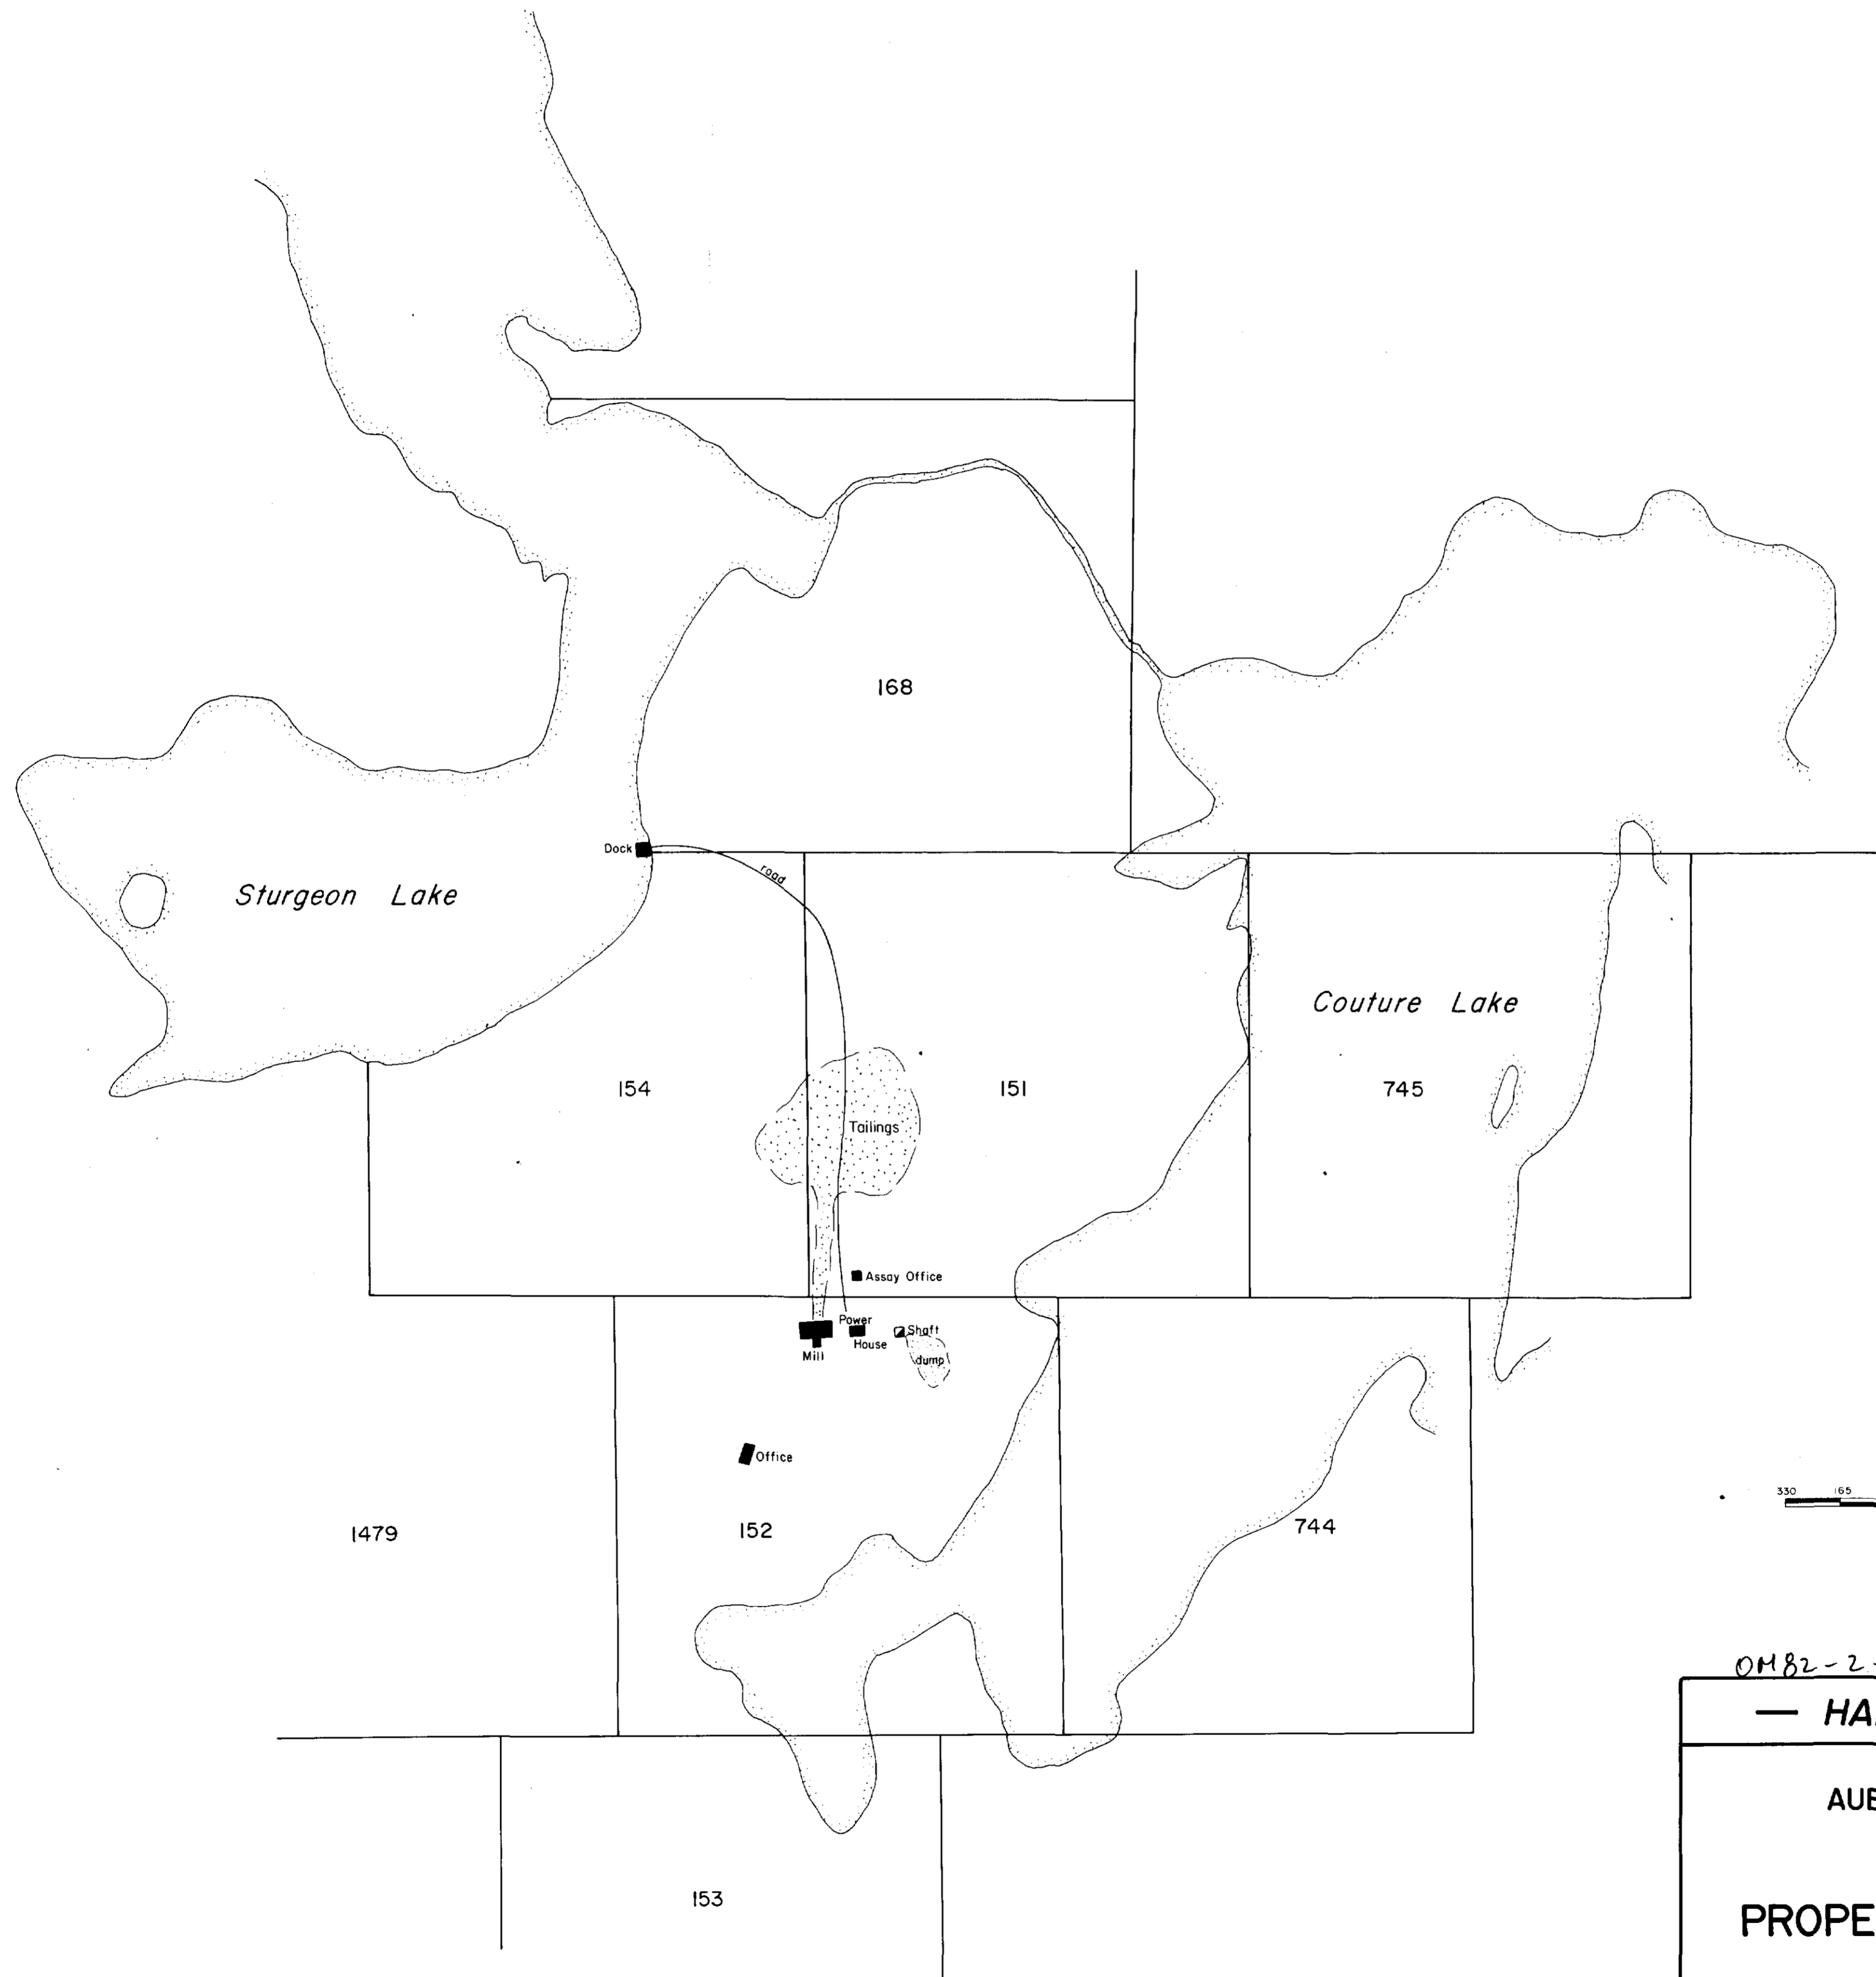 168
Dock
road
Sturgeon Lake
Couture Lake
154
151
745
Tailings
Assay Office
Power
House
Shaft
Mill
dump
Office
330 165
1479
152
744
OM82-2-
— HA
AUB
PROPE
153